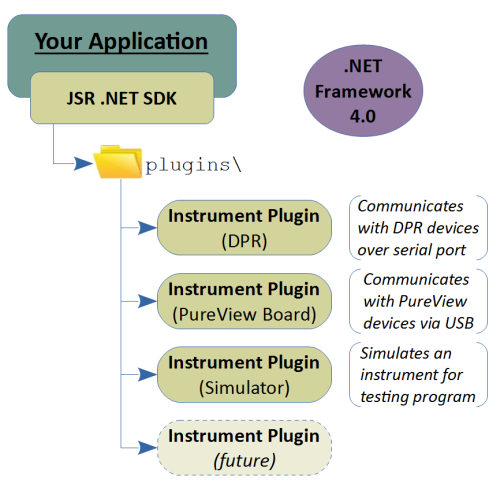 Your Application
JSR .NET SDK
.NET
Framework
4.0
plugins\
Instrument Plugin
(DPR)
Communicates
with DPR devices
over serial port
Instrument Plugin
(PureView Board)
Communicates
with PureView
devices via USB
Instrument Plugin
(Simulator)
Simulates an
instrument for
testing program
Instrument Plugin
(future)